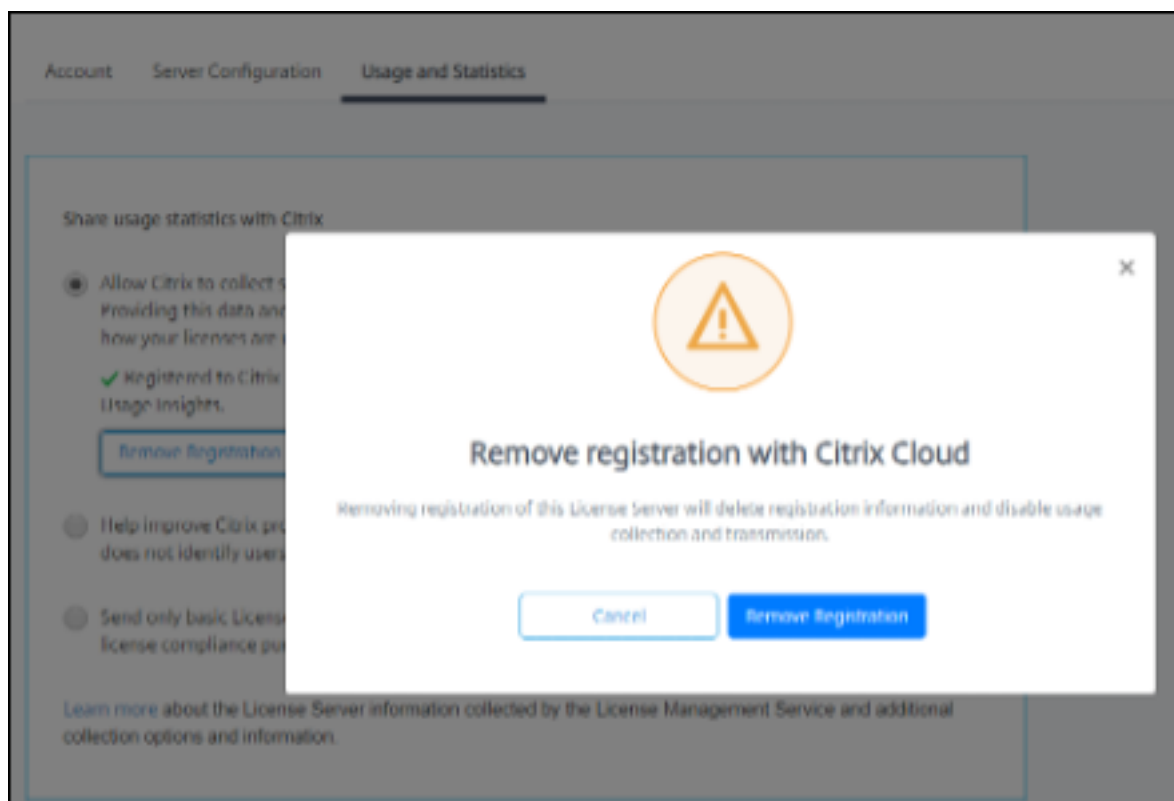 Account Server Configuration Usage and Statistics
Share usage statistics with Citrix
Allow Citrix to collect s
Providing this data and
how your licenses are
✓ Registered to Citrix
Usage Insights.
Remove Registration
Help improve Citrix pro
does not identify users
Send only basic Licens
license compliance pu
Learn more about the License Server information collected by the License Management Service and additional
collection options and information.
×
Remove registration with Citrix Cloud
Removing registration of this License Server will delete registration information and disable usage
collection and transmission.
Cancel Remove Registration